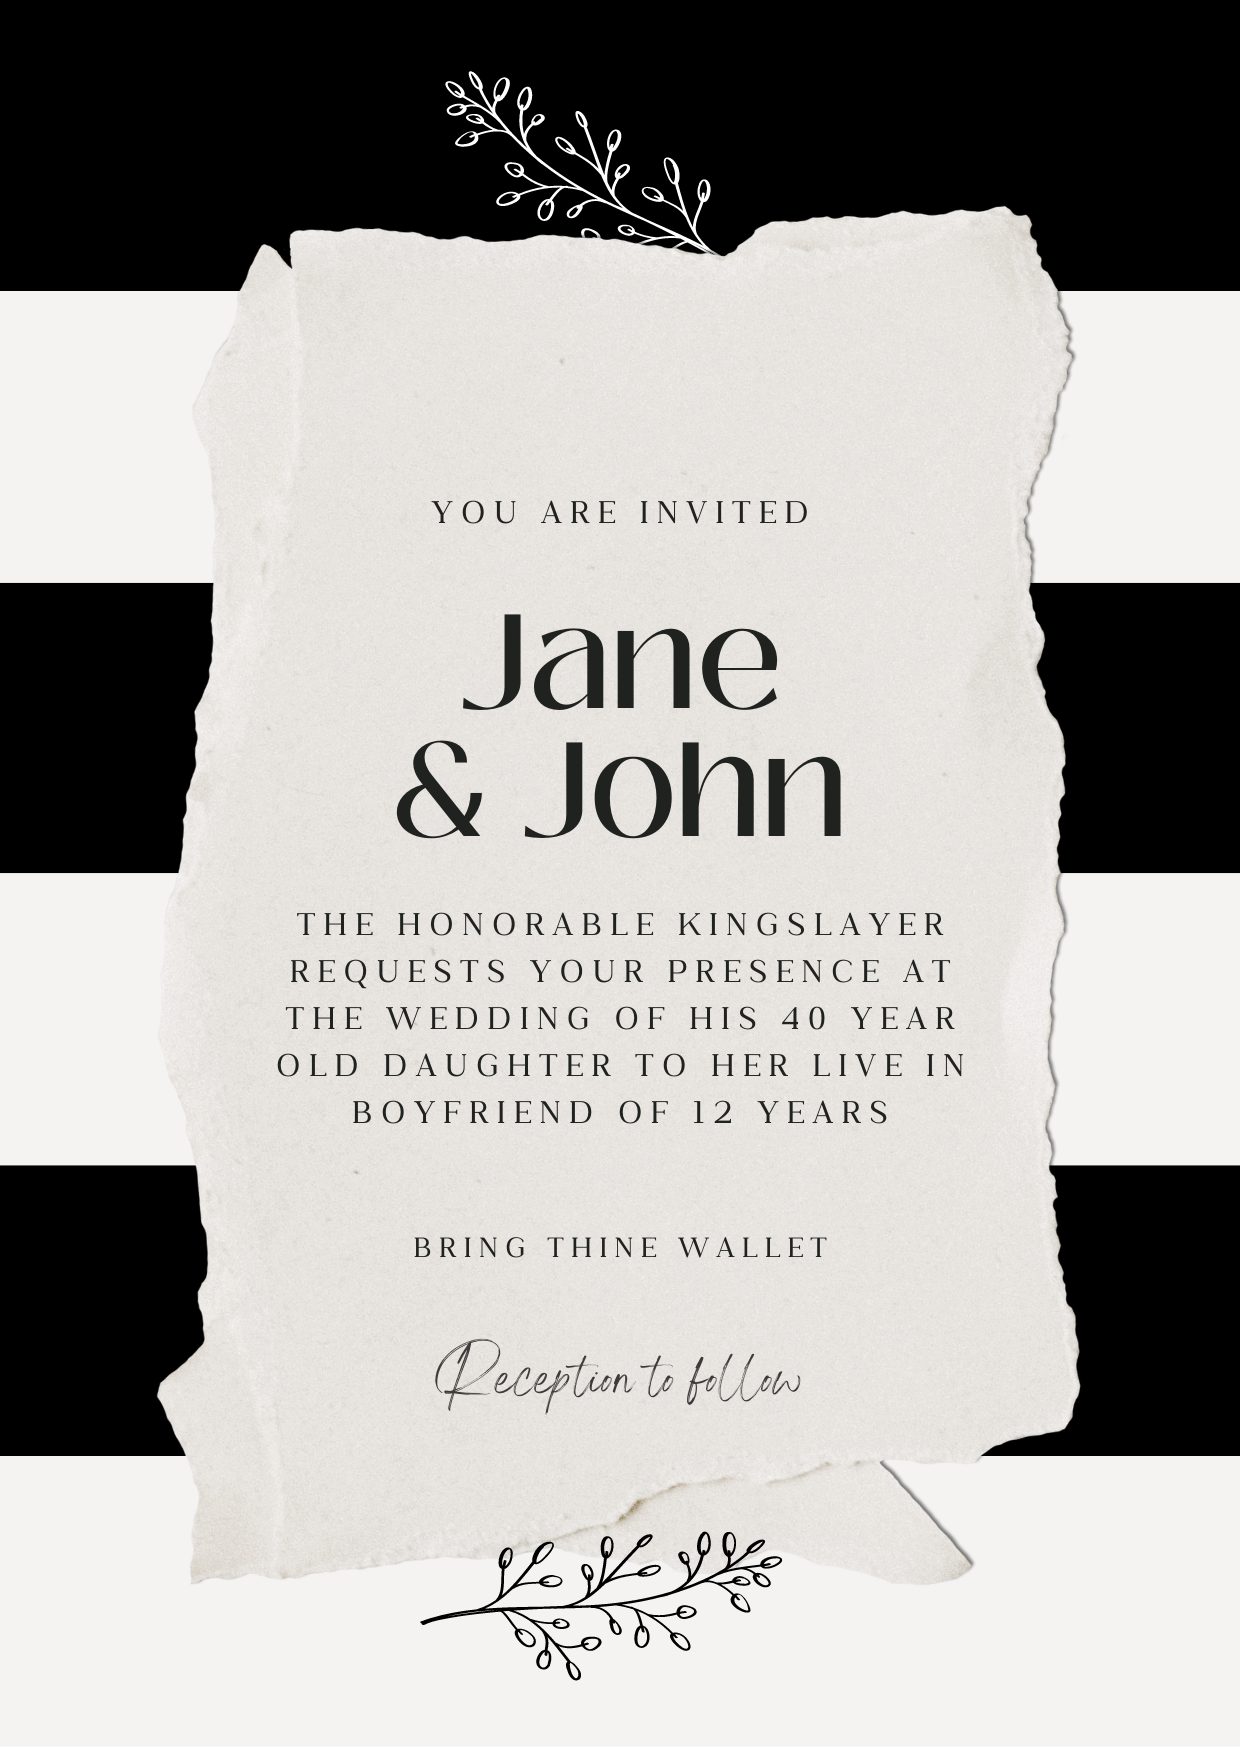 YOU ARE INVITED
Jane
& John
THE HONORABLE KINGSLAYER
REQUESTS YOUR PRESENCE AT
THE WEDDING OF HIS 40 YEAR
OLD DAUGHTER TO HER LIVE IN
BOYFRIEND OF 12 YEARS
BRING THINE WALLET
Reception to follow